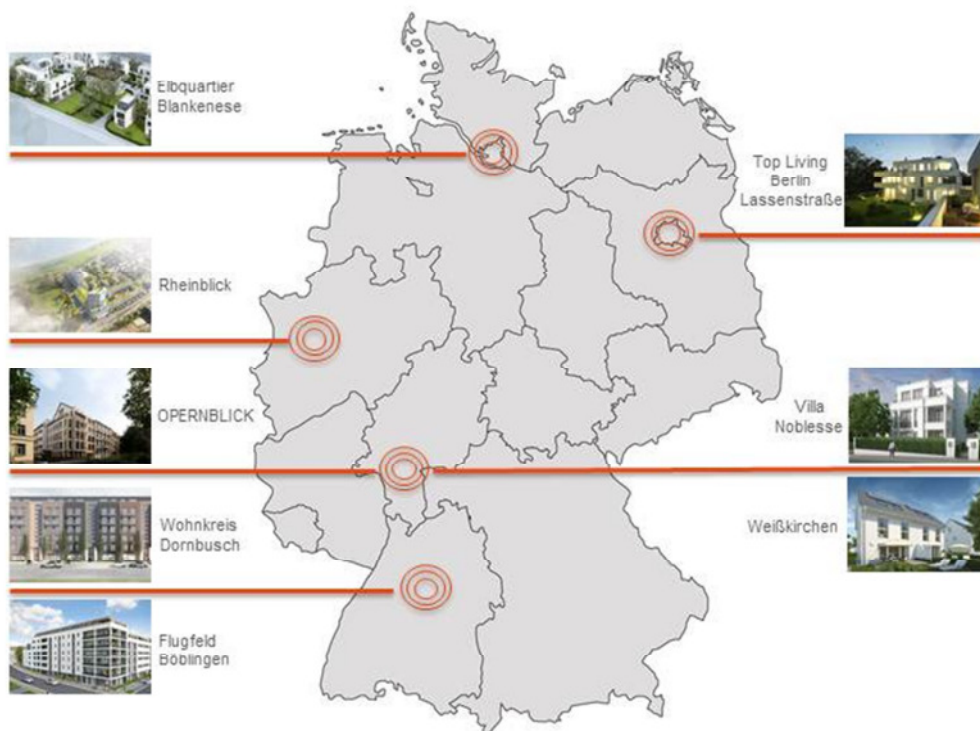 Elbquartier
Blankenese
Top Living
Berlin
Lassenstraße
Rheinblick
OPERNBLICK
Villa
Noblesse
Wohnkreis
Dornbusch
Weißkirchen
Flugfeld
Böblingen